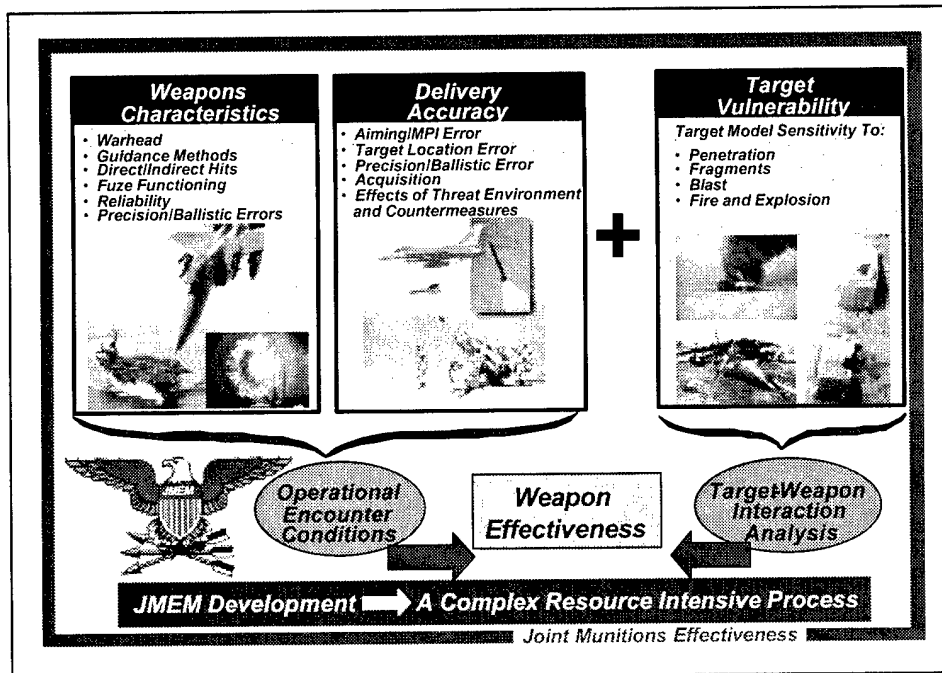 Weapons
Characteristics
• Warhead
• Guidance Methods
• Direct/Indirect Hits
• Fuze Functioning
• Reliability
• Precision/Ballistic Errors
Delivery
Accuracy
• Aiming/MPI Error
• Target Location Error
• Precision/Ballistic Error
• Acquisition
• Effects of Threat Environment
and Countermeasures
+
Target
Vulnerability
Target Model Sensitivity To:
• Penetration
• Fragments
• Blast
• Fire and Explosion
JMEM
Operational
Encounter
Conditions
Weapon
Effectiveness
Target-Weapon
Interaction
Analysis
JMEM Development A Complex Resource Intensive Process
Joint Munitions Effectiveness